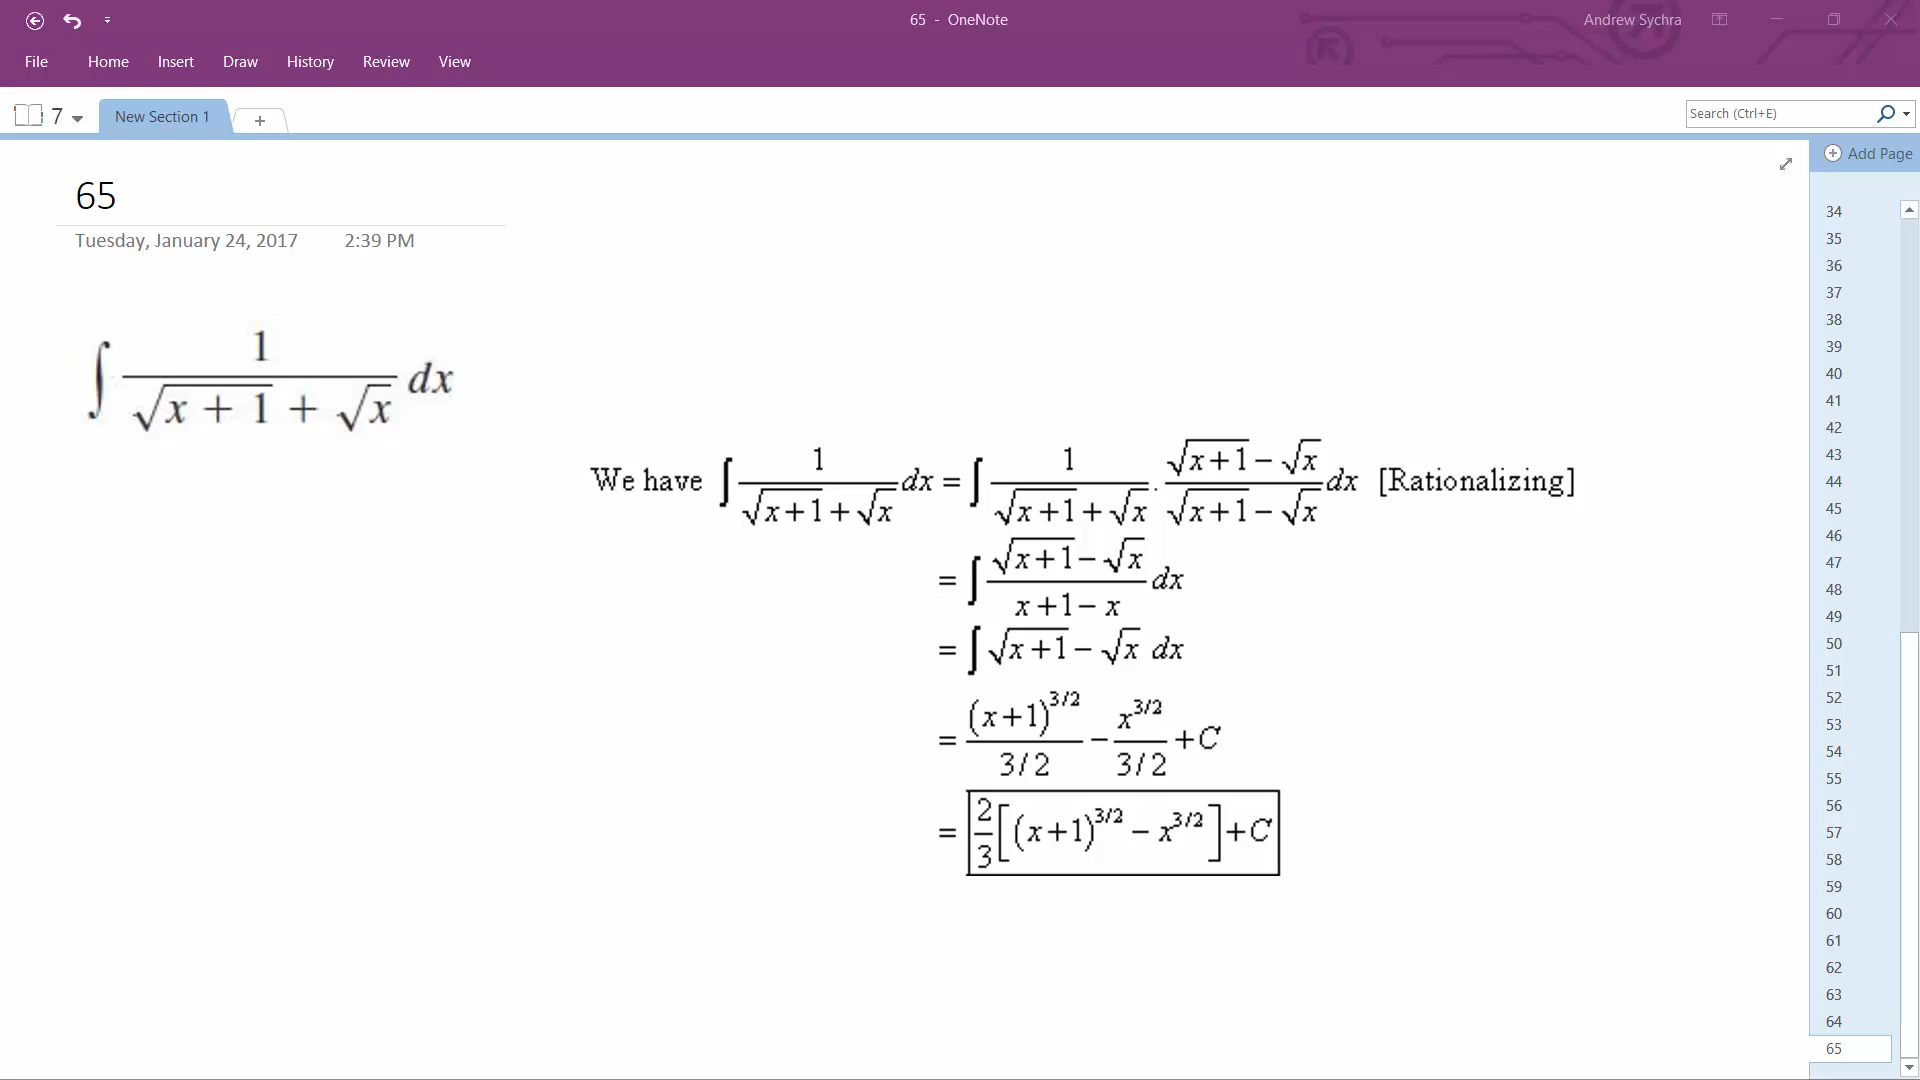 65 - OneNote
Andrew Sychra
File Home Insert Draw History Review View
7
New Section 1
+
Search (Ctrl+E)
Add Page
65
Tuesday, January 24, 2017 2:39 PM
∫ 1/(√(x + 1) + √x) dx
We have ∫ 1/(√(x+1)+√x) dx = ∫ 1/(√(x+1)+√x) . (√(x+1)−√x)/(√(x+1)−√x) dx [Rationalizing]
= ∫ (√(x+1)−√x)/(x+1−x) dx
= ∫ √(x+1)−√x dx
= (x+1)^3/2/(3/2) − x^3/2/(3/2) +C
= 2/3[(x+1)^3/2 − x^3/2]+C
34
35
36
37
38
39
40
41
42
43
44
45
46
47
48
49
50
51
52
53
54
55
56
57
58
59
60
61
62
63
64
65